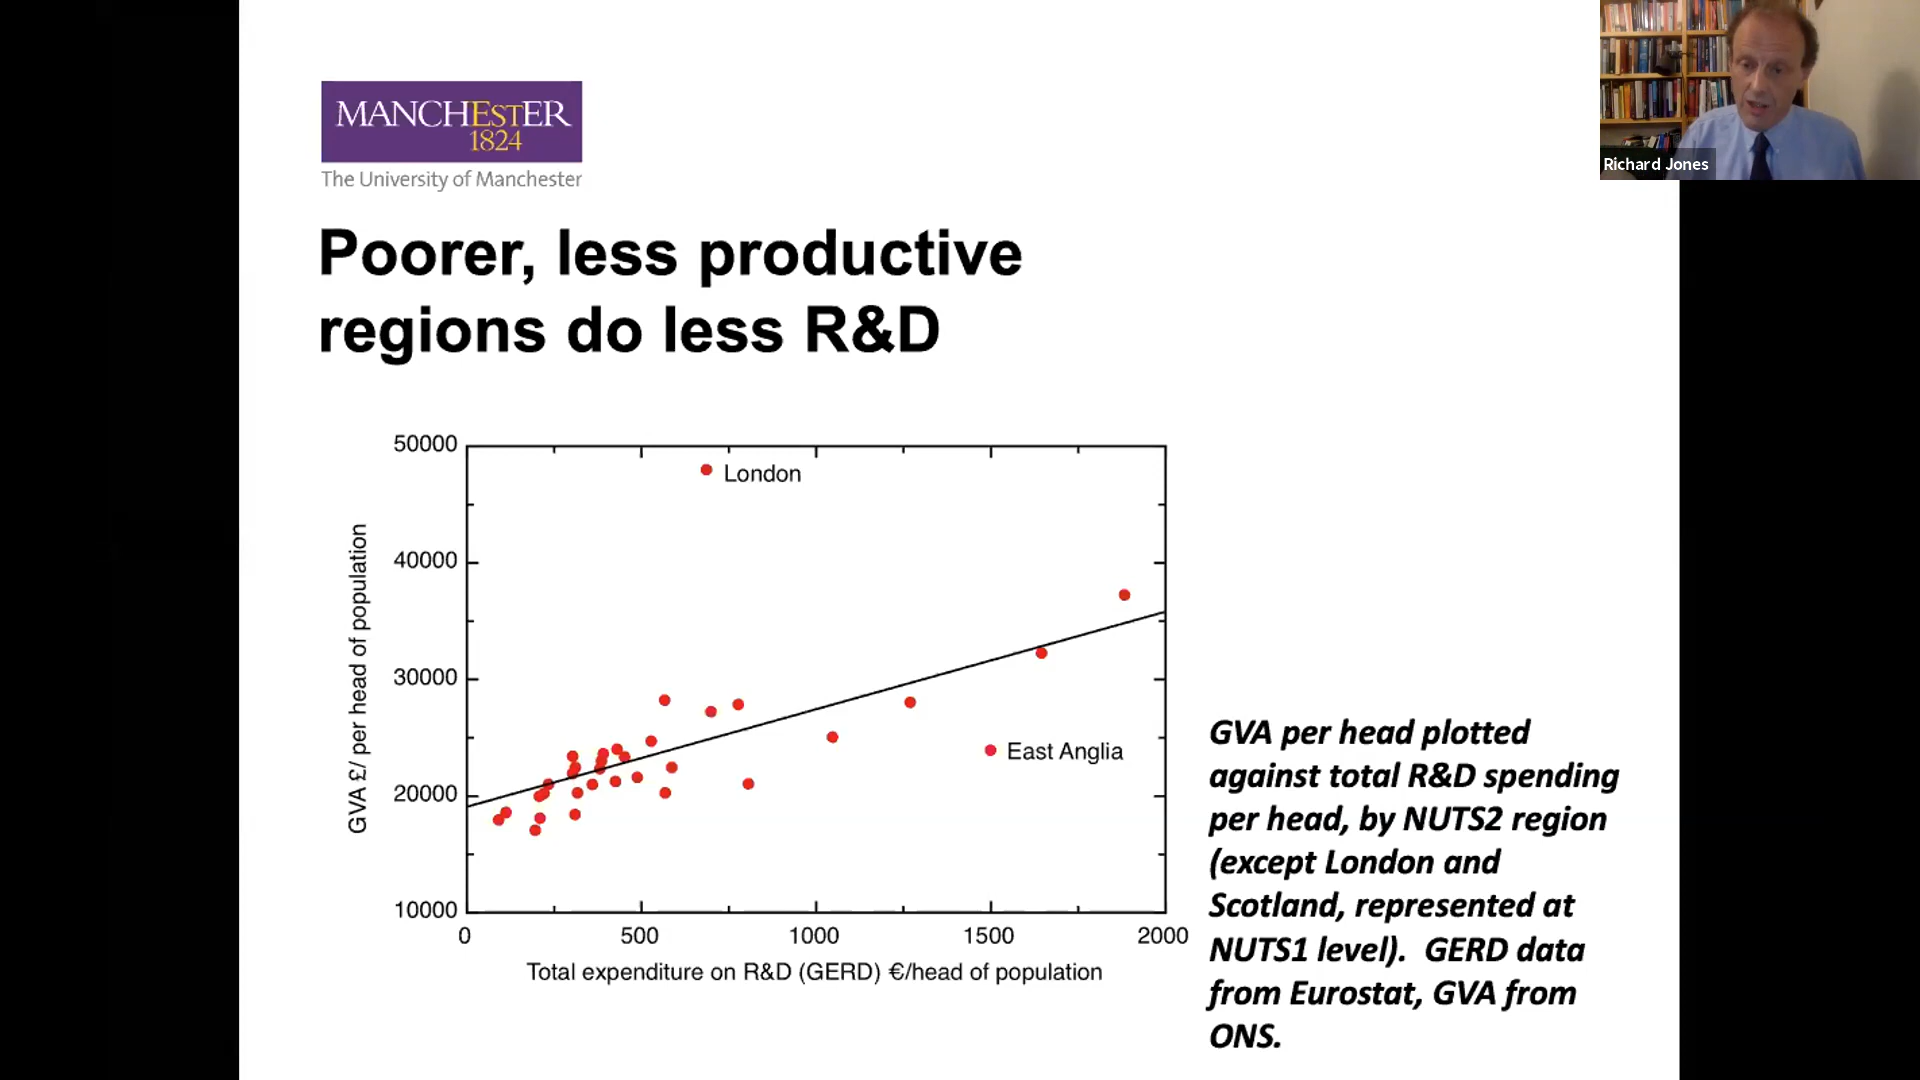 MANCHESTER
1824
The University of Manchester
Richard Jones
Poorer, less productive
regions do less R&D
50000
40000
30000
20000
10000
GVA £/ per head of population
London
East Anglia
0 500 1000 1500 2000
Total expenditure on R&D (GERD) €/head of population
GVA per head plotted
against total R&D spending
per head, by NUTS2 region
(except London and
Scotland, represented at
NUTS1 level).  GERD data
from Eurostat, GVA from
ONS.